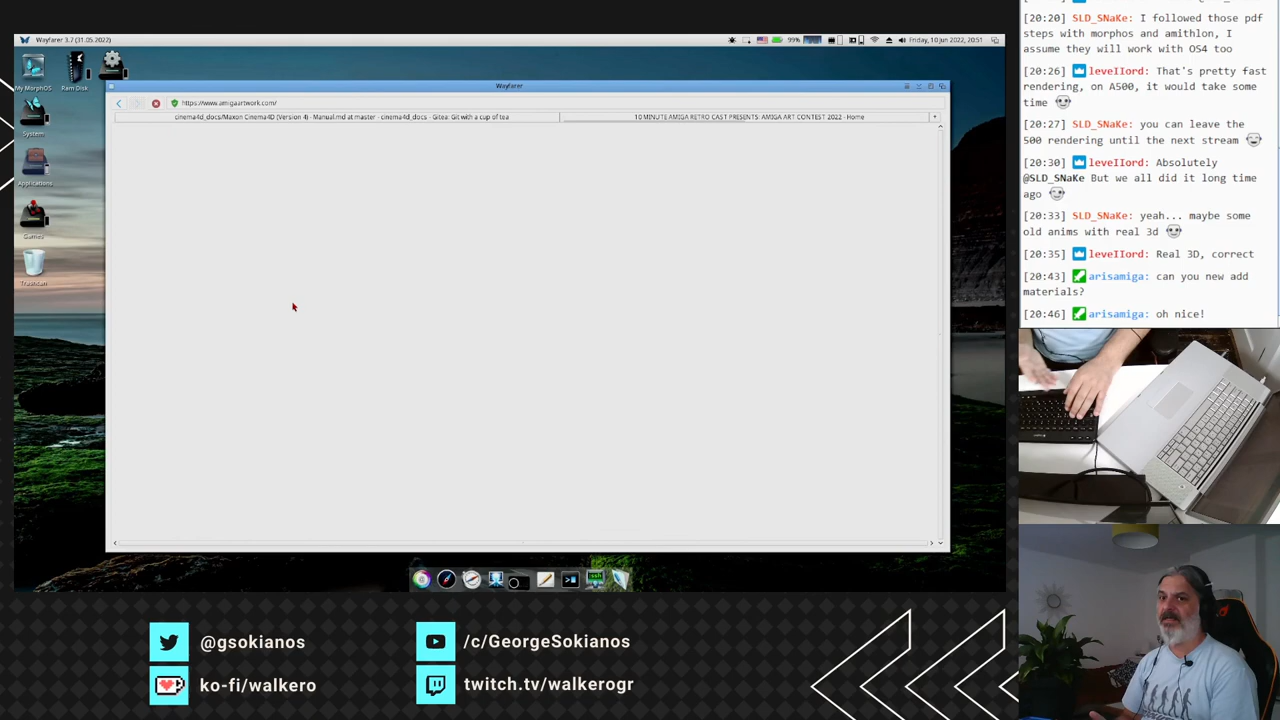 Wayfarer 3.7 (31.05.2022)
99%
Friday, 10 Jun 2022, 20:51
My MorphOS
Ram Disk
System
Applications
Games
Trashcan
Wayfarer
https://www.amigaartwork.com/
cinema4d_docs/Maxon Cinema4D (Version 4) - Manual.md at master - cinema4d_docs - Gitea: Git with a cup of tea
10 MINUTE AMIGA RETRO CAST PRESENTS: AMIGA ART CONTEST 2022 - Home
ssh
[20:20] SLD_SNaKe: I followed those pdf
steps with morphos and amithlon, I
assume they will work with OS4 too
[20:26] leveIIord: That's pretty fast
rendering, on A500, it would take some
time
[20:27] SLD_SNaKe: you can leave the
500 rendering until the next stream
[20:30] leveIIord: Absolutely
@SLD_SNaKe But we all did it long time
ago
[20:33] SLD_SNaKe: yeah... maybe some
old anims with real 3d
[20:35] leveIIord: Real 3D, correct
[20:43] arisamiga: can you new add
materials?
[20:46] arisamiga: oh nice!
@gsokianos
/c/GeorgeSokianos
ko-fi/walkero
twitch.tv/walkerogr